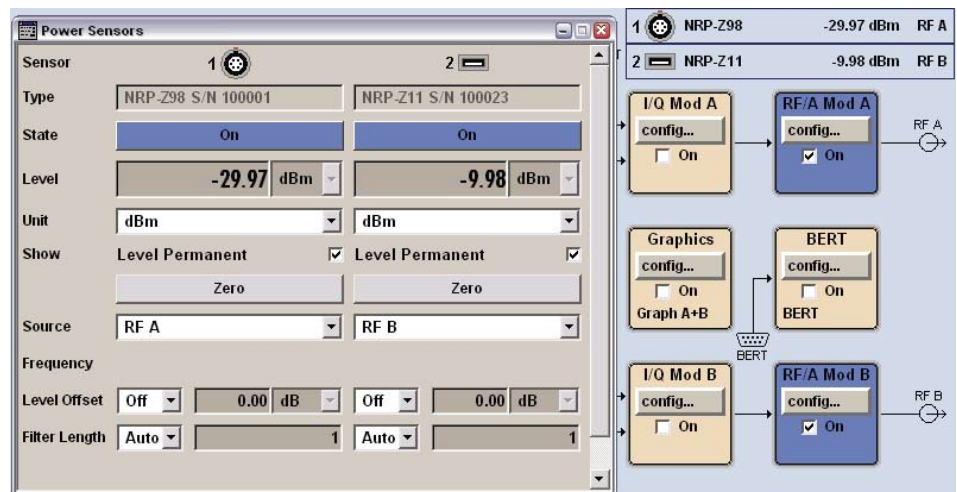 Power Sensors
Sensor 1 2
Type NRP-Z98 S/N 100001 NRP-Z11 S/N 100023
State On On
Level -29.97 dBm -9.98 dBm
Unit dBm dBm
Show Level Permanent Level Permanent
Zero Zero
Source RF A RF B
Frequency
Level Offset Off 0.00 dB Off 0.00 dB
Filter Length Auto 1 Auto 1
1 NRP-Z98 -29.97 dBm RF A
2 NRP-Z11 -9.98 dBm RF B
I/Q Mod A RF/A Mod A
config... config... RF A
On On
Graphics BERT
config... config...
On On
Graph A+B BERT
BERT
I/Q Mod B RF/A Mod B
config... config... RF B
On On